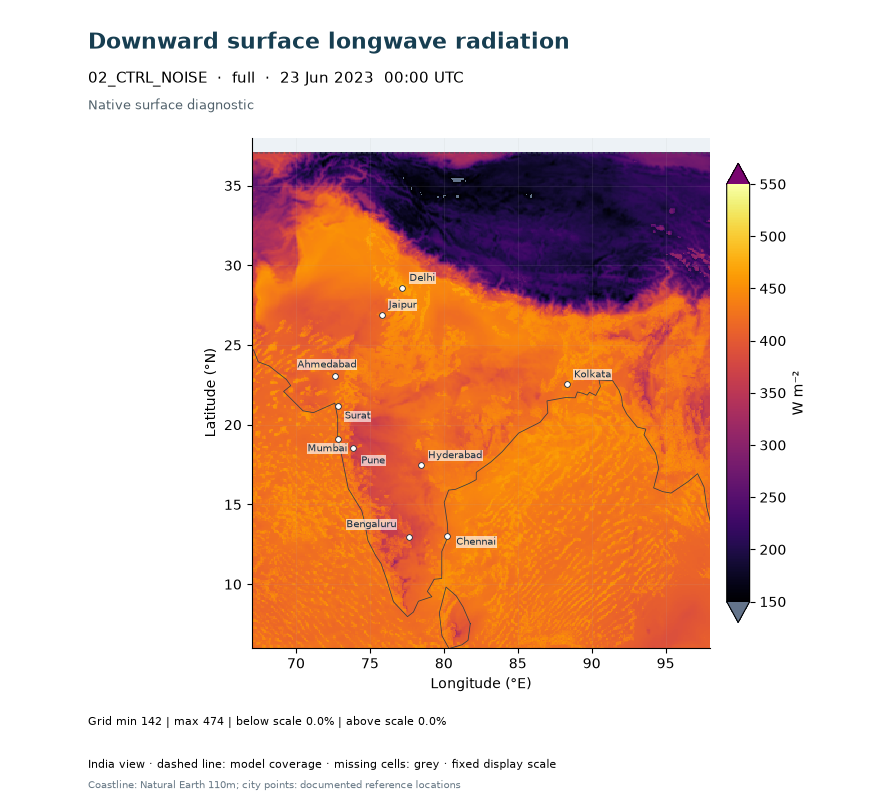 Downward surface longwave radiation
02_CTRL_NOISE · full · 23 Jun 2023 00:00 UTC
Native surface diagnostic
35
30
25
20
15
10
Latitude (°N)
Delhi
Jaipur
Ahmedabad
Kolkata
Surat
Mumbai
Pune
Hyderabad
Bengaluru
Chennai
70 75 80 85 90 95
Longitude (°E)
550
500
450
400
350
300
250
200
150
W m⁻²
Grid min 142 | max 474 | below scale 0.0% | above scale 0.0%
India view · dashed line: model coverage · missing cells: grey · fixed display scale
Coastline: Natural Earth 110m; city points: documented reference locations